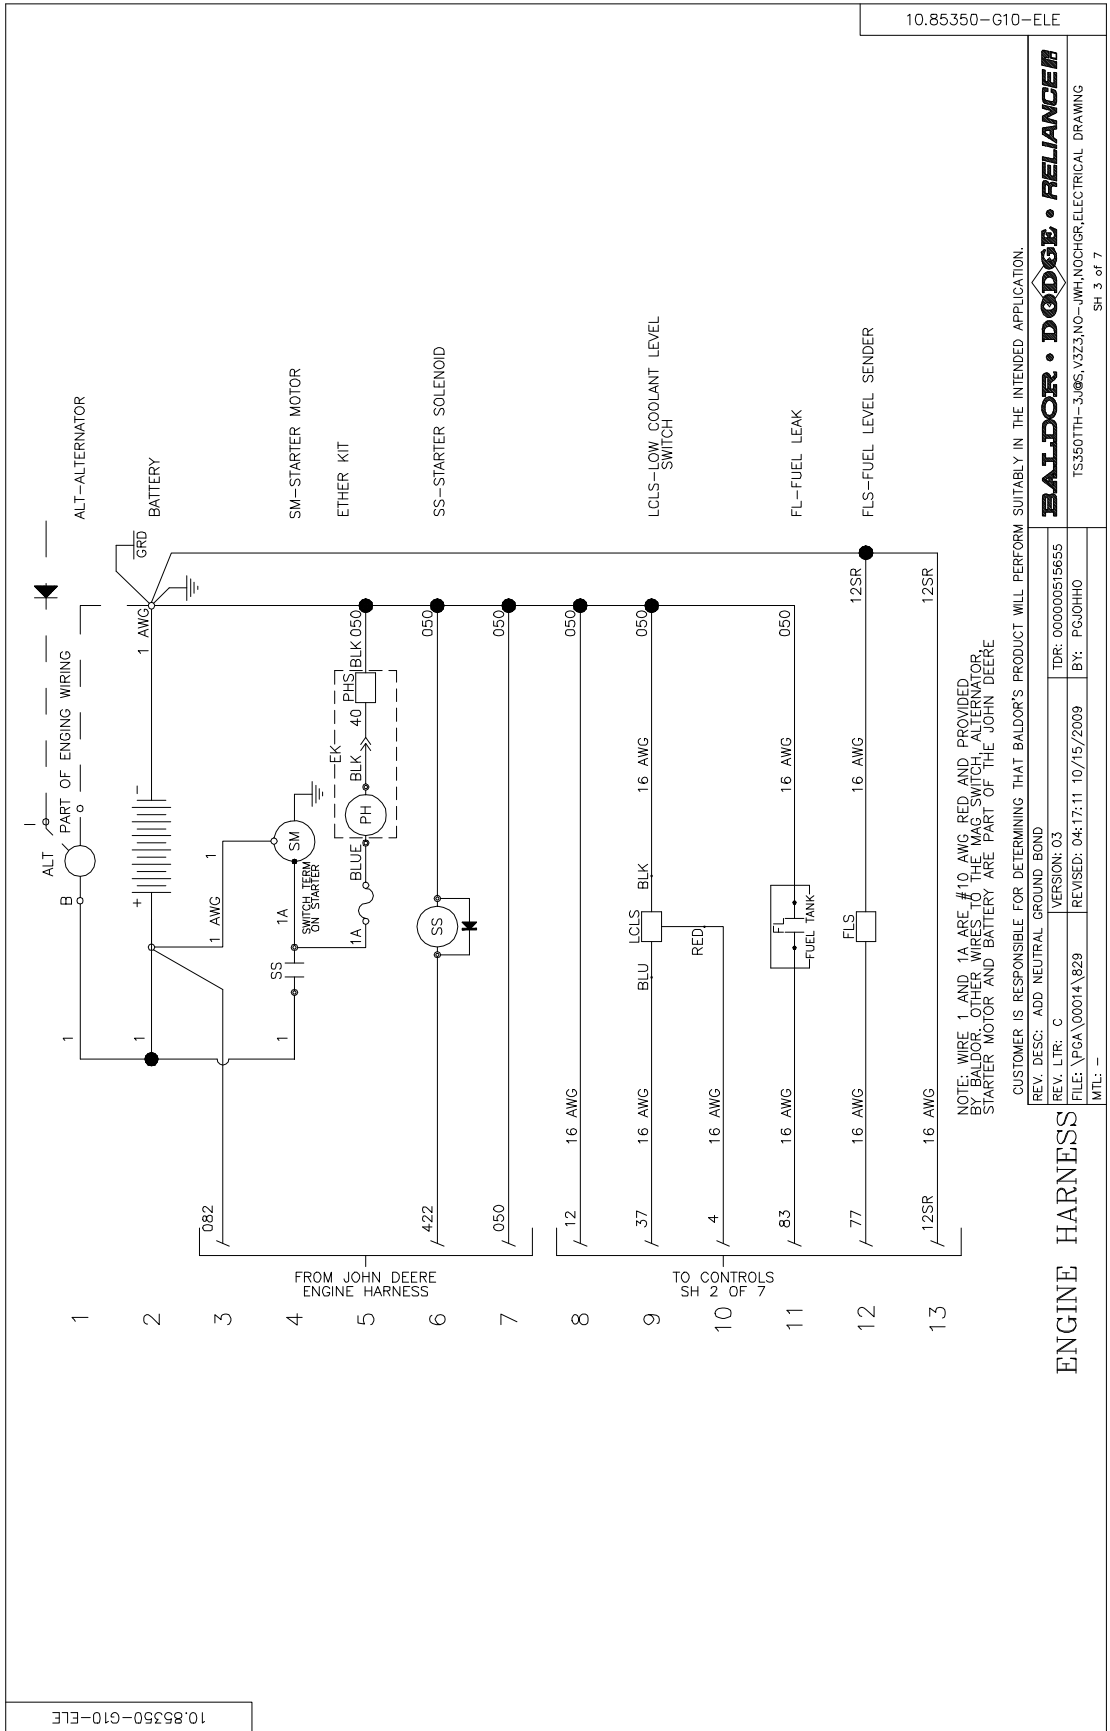 10.85350-G10-ELE
ALT
I
B
PART OF ENGING WIRING
1
1
ALT-ALTERNATOR
2
1
+
-
1 AWG
GRD
BATTERY
3
082
1 AWG
1
4
1
SS
1A
SWITCH TERM
ON STARTER
SM
SM-STARTER MOTOR
5
1A
BLUE
PH
EK
BLK
40
PHS
BLK
050
ETHER KIT
6
422
SS
050
SS-STARTER SOLENOID
7
050
050
FROM JOHN DEERE
ENGINE HARNESS
8
12
16 AWG
050
9
37
16 AWG
BLU
LCLS
BLK
16 AWG
050
LCLS-LOW COOLANT LEVEL
SWITCH
10
4
16 AWG
RED
11
83
16 AWG
FL
FUEL TANK
16 AWG
050
FL-FUEL LEAK
12
77
16 AWG
FLS
16 AWG
12SR
FLS-FUEL LEVEL SENDER
13
12SR
16 AWG
12SR
TO CONTROLS
SH 2 OF 7
NOTE: WIRE 1 AND 1A ARE #10 AWG RED AND PROVIDED
BY BALDOR. OTHER WIRES TO THE MAG SWITCH, ALTERNATOR,
STARTER MOTOR AND BATTERY ARE PART OF THE JOHN DEERE
CUSTOMER IS RESPONSIBLE FOR DETERMINING THAT BALDOR'S PRODUCT WILL PERFORM SUITABLY IN THE INTENDED APPLICATION.
ENGINE HARNESS
REV. DESC: ADD NEUTRAL GROUND BOND
REV. LTR: C
VERSION: 03
TDR: 000000515655
FILE: \PGA\00014\829
REVISED: 04:17:11 10/15/2009
BY: PGJOHHO
MTL: -
BALDOR • DODGE • RELIANCE
TS350TTH-3J@S,V3Z3,NO-JWH,NOCHGR,ELECTRICAL DRAWING
SH 3 of 7
10.85350-G10-ELE